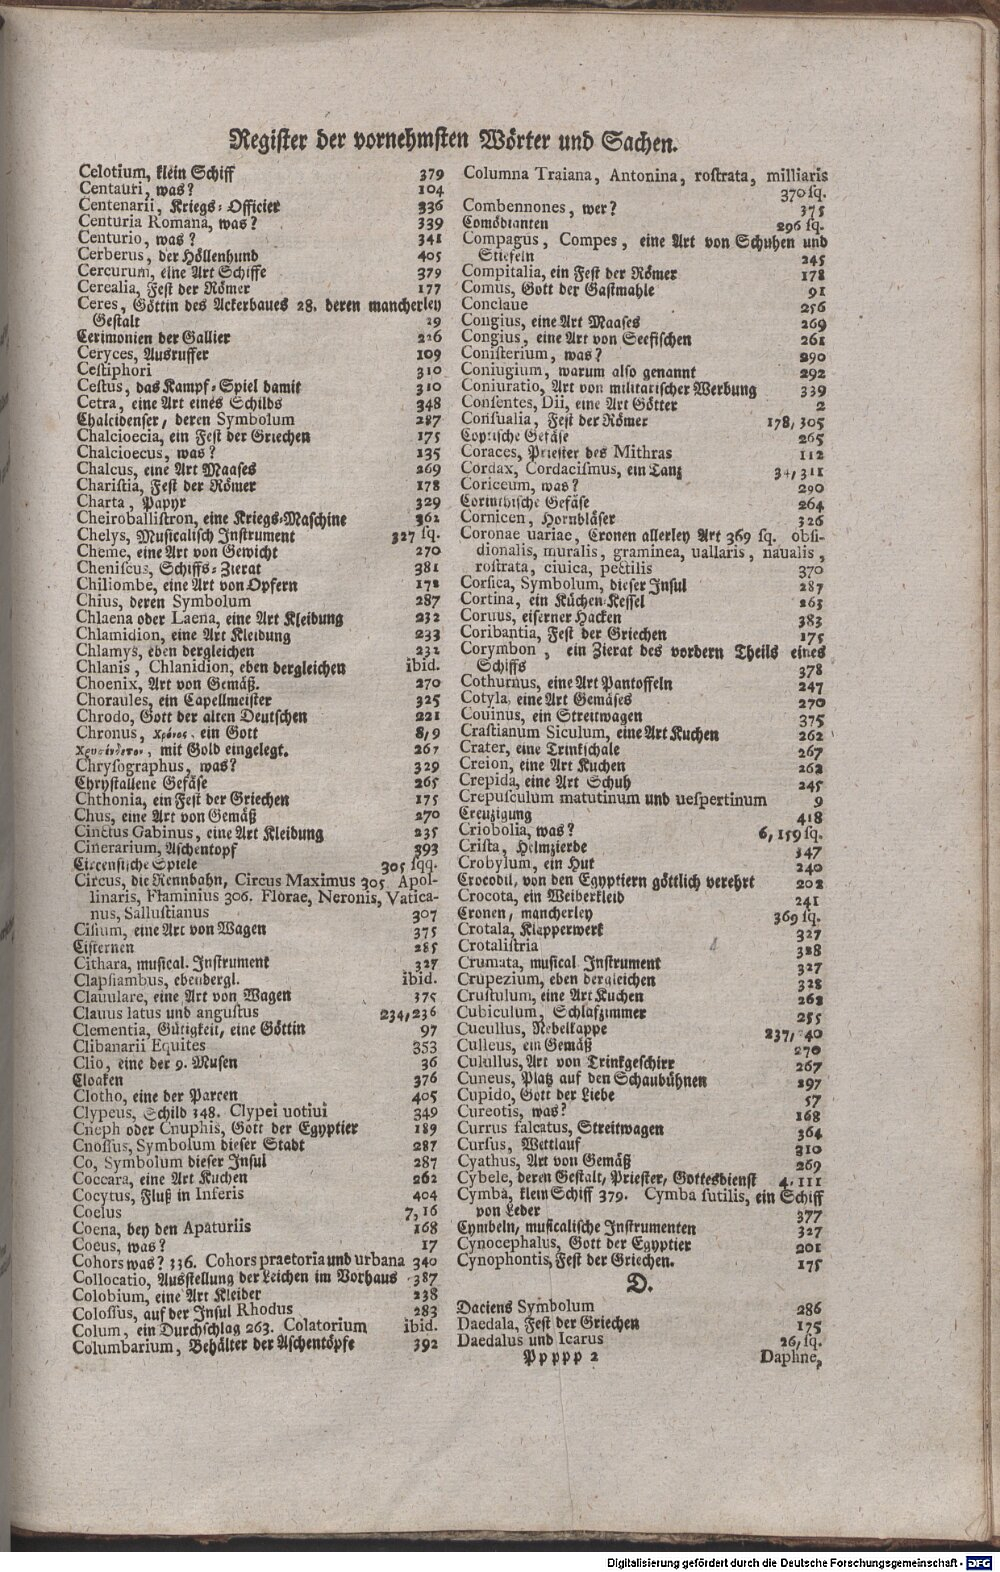 Register der vornehmsten Wörter und Sachen.
Celotium, klein Schiff 379
Centauri, was? 104
Centenarii, Kriegs-Officier 336
Centuria Romana, was? 339
Centurio, was? 341
Cerberus, der Höllenhund 405
Cercurum, eine Art Schiffe 379
Cerealia, Fest der Römer 177
Ceres, Göttin des Ackerbaues 28. deren mancherley
Gestalt 29
Cerimonien der Gallier 226
Ceryces, Ausruffer 109
Cestiphori 310
Cestus, das Kampf-Spiel damit 310
Cetra, eine Art eines Schilds 348
Chalcidenser, deren Symbolum 287
Chalcioecia, ein Fest der Griechen 175
Chalcioecus, was? 135
Chalcus, eine Art Maases 269
Charistia, Fest der Römer 178
Charta, Papyr 329
Cheiroballistron, eine Kriegs-Maschine 362
Chelys, Musicalisch Instrument 327 sq.
Cheme, eine Art von Gewicht 270
Cheniscus, Schiffs-Zierat 381
Chiliombe, eine Art von Opfern 172
Chius, deren Symbolum 287
Chlaena oder Laena, eine Art Kleidung 232
Chlamidion, eine Art Kleidung 233
Chlamys, eben dergleichen 232
Chlanis, Chlanidion, eben dergleichen ibid.
Choenix, Art von Gemäß. 270
Choraules, ein Capellmeister 325
Chrodo, Gott der alten Deutschen 221
Chronus, χρόνος, ein Gott 8, 9
χρυσένδετον, mit Gold eingelegt. 267
Chrysographus, was? 329
Chrystallene Gefäse 265
Chthonia, ein Fest der Griechen 175
Chus, eine Art von Gemäß 270
Cinctus Gabinus, eine Art Kleidung 235
Cinerarium, Aschentopf 393
Circensische Spiele 305 sqq.
Circus, die Rennbahn, Circus Maximus 305 Apol-
linaris, Flaminius 306. Florae, Neronis, Vatica-
nus, Sallustianus 307
Cisium, eine Art von Wagen 375
Cisternen 285
Cithara, musical. Instrument 327
Clapsiambus, ebendergl. ibid.
Clauulare, eine Art von Wagen 375
Clauus latus und angustus 234, 236
Clementia, Gütigkeit, eine Göttin 97
Clibanarii Equites 353
Clio, eine der 9. Musen 36
Cloaken 376
Clotho, eine der Parcen 405
Clypeus, Schild 348. Clypei uotiui 349
Cneph oder Cnuphis, Gott der Egyptier 189
Cnossus, Symbolum dieser Stadt 287
Co, Symbolum dieser Insul 287
Coccara, eine Art Kuchen 262
Cocytus, Fluß in Inferis 404
Coelus 7, 16
Coena, bey den Apaturiis 168
Coeus, was? 17
Cohors was? 336. Cohors praetoria und urbana 340
Collocatio, Ausstellung der Leichen im Vorhaus 387
Colobium, eine Art Kleider 238
Colossus, auf der Insul Rhodus 283
Colum, ein Durchschlag 263. Colatorium ibid.
Columbarium, Behälter der Aschentöpfe 392
Columna Traiana, Antonina, rostrata, milliaris
370 sq.
Combennones, wer? 375
Comödianten 296 sq.
Compagus, Compes, eine Art von Schuhen und
Stiefeln 245
Compitalia, ein Fest der Römer 178
Comus, Gott der Gastmahle 91
Conclaue 256
Congius, eine Art Maases 269
Congius, eine Art von Seefischen 261
Conisterium, was? 290
Coniugium, warum also genannt 292
Coniuratio, Art von militarischer Werbung 339
Consentes, Dii, eine Art Götter 2
Consualia, Fest der Römer 178, 305
Coptische Gefäse 265
Coraces, Priester des Mithras 112
Cordax, Cordacismus, ein Tanz 34, 311
Coriceum, was? 290
Corinthische Gefäse 264
Cornicen, Hornbläser 326
Coronae uariae, Cronen allerley Art 369 sq. obsi-
dionalis, muralis, graminea, uallaris, naualis,
rostrata, ciuica, pectilis 370
Corsica, Symbolum, dieser Insul 287
Cortina, ein Küchen-Kessel 263
Coruus, eiserner Hacken 383
Coribantia, Fest der Griechen 175
Corymbon, ein Zierat des vordern Theils eines
Schiffs 378
Cothurnus, eine Art Pantoffeln 247
Cotyla, eine Art Gemäses 270
Couinus, ein Streitwagen 375
Crastianum Siculum, eine Art Kuchen 262
Crater, eine Trinkschale 267
Creion, eine Art Kuchen 262
Crepida, eine Art Schuh 245
Crepusculum matutinum und uespertinum 9
Creuzigung 418
Criobolia, was? 6, 159 sq.
Crista, Helmzierde 347
Crobylum, ein Hut 240
Crocodil, von den Egyptiern göttlich verehrt 202
Crocota, ein Weiberkleid 241
Cronen, mancherley 369 sq.
Crotala, Klapperwerk 327
Crotalistria 328
Crumata, musical Instrument 327
Crupezium, eben dergleichen 328
Crustulum, eine Art Kuchen 262
Cubiculum, Schlafzimmer 255
Cucullus, Nebelkappe 237, 240
Culleus, ein Gemäß 270
Culullus, Art von Trinkgeschirr 267
Cuneus, Platz auf den Schaubühnen 297
Cupido, Gott der Liebe 57
Cureotis, was? 168
Currus falcatus, Streitwagen 364
Cursus, Wettlauf 310
Cyathus, Art von Gemäß 269
Cybele, deren Gestalt, Priester, Gottesdienst 4, 111
Cymba, klein Schiff 379. Cymba sutilis, ein Schiff
von Leder 377
Cymbeln, musicalische Instrumenten 327
Cynocephalus, Gott der Egyptier 201
Cynophontis, Fest der Griechen. 175
D.
Daciens Symbolum 286
Daedala, Fest der Griechen 175
Daedalus und Icarus 26, sq.
Ppppp 2 Daphne,
Digitalisierung gefördert durch die Deutsche Forschungsgemeinschaft - DFG